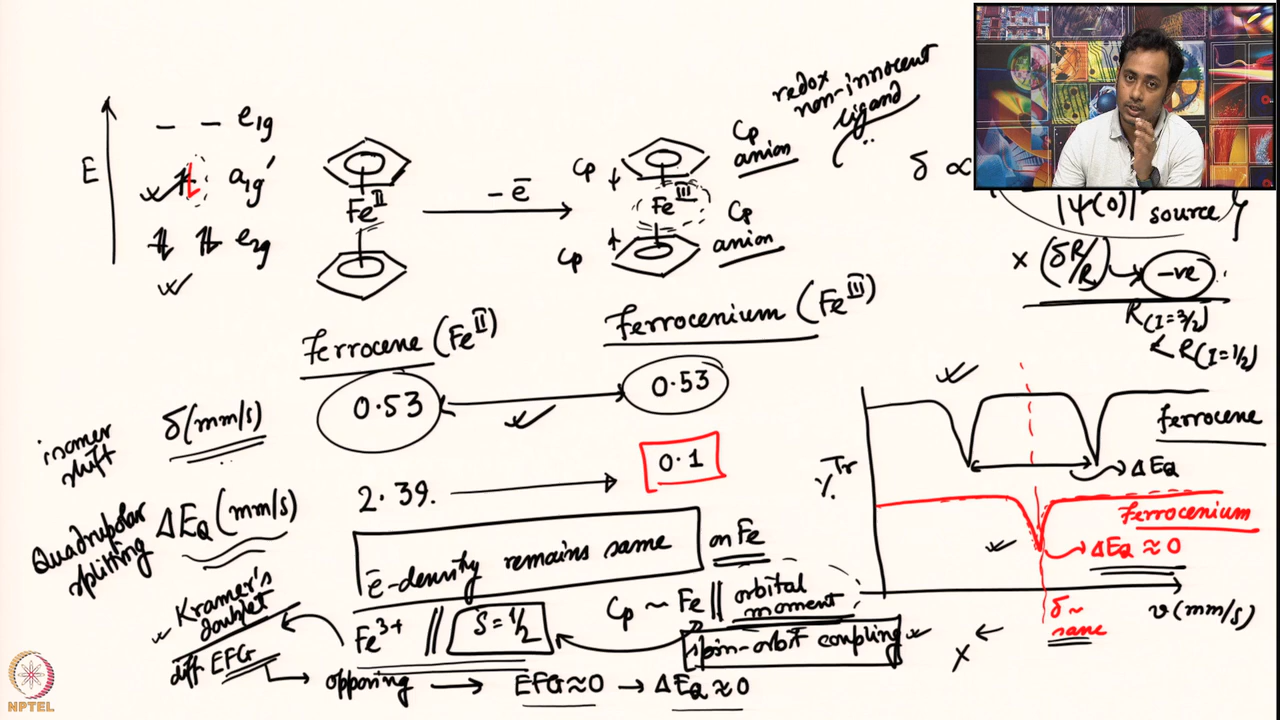 E
e1g
a1g'
e2g
Fe II
- e̅
Cp
Fe III
Cp
Cp anion
Cp anion
redox
non-innocent
ligand
δ ∝
|ψ(0)| source }
× (δR/R) → -ve
R(I=3/2)
< R(I=1/2)
Ferrocene (Fe II)
Ferrocenium (Fe III)
isomer shift
δ (mm/s)
0.53
0.53
Quadrupolar splitting
ΔEQ (mm/s)
2.39.
0.1
e̅-density remains same on Fe
Cp ~ Fe || orbital moment
spin-orbit coupling
Fe3+ || S = 1/2
Kramer's doublet
diff EFG
opposing → EFG ≈ 0 → ΔEQ ≈ 0
% Tr
Ferrocene
ΔEQ
Ferrocenium
ΔEQ ≈ 0
δ ~ same
v (mm/s)
x ←
NPTEL